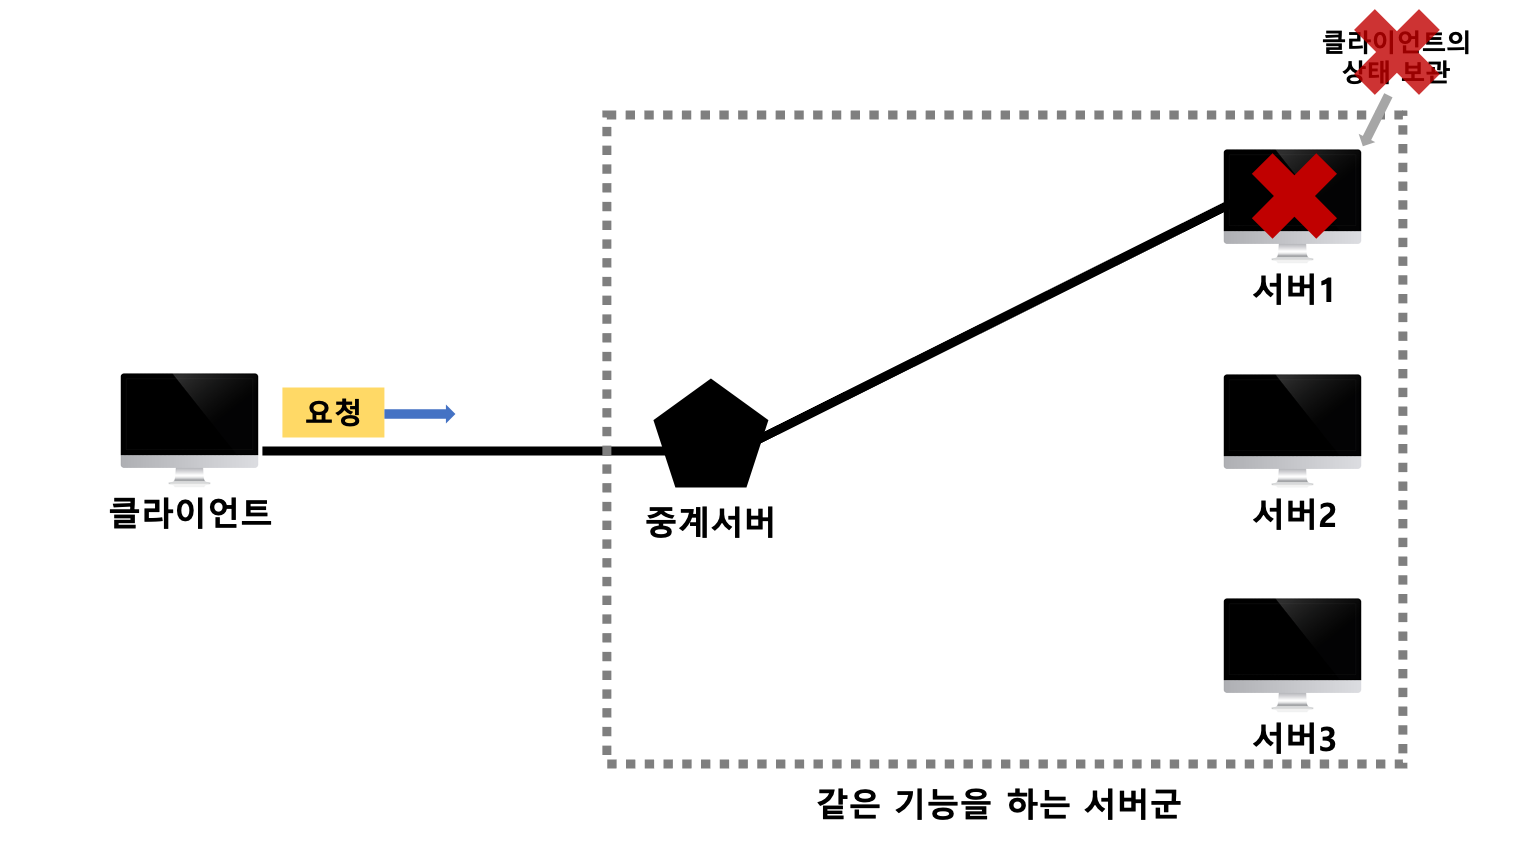 클라이언트의
상태 보관
서버1
요청
클라이언트
중계서버
서버2
서버3
같은 기능을 하는 서버군